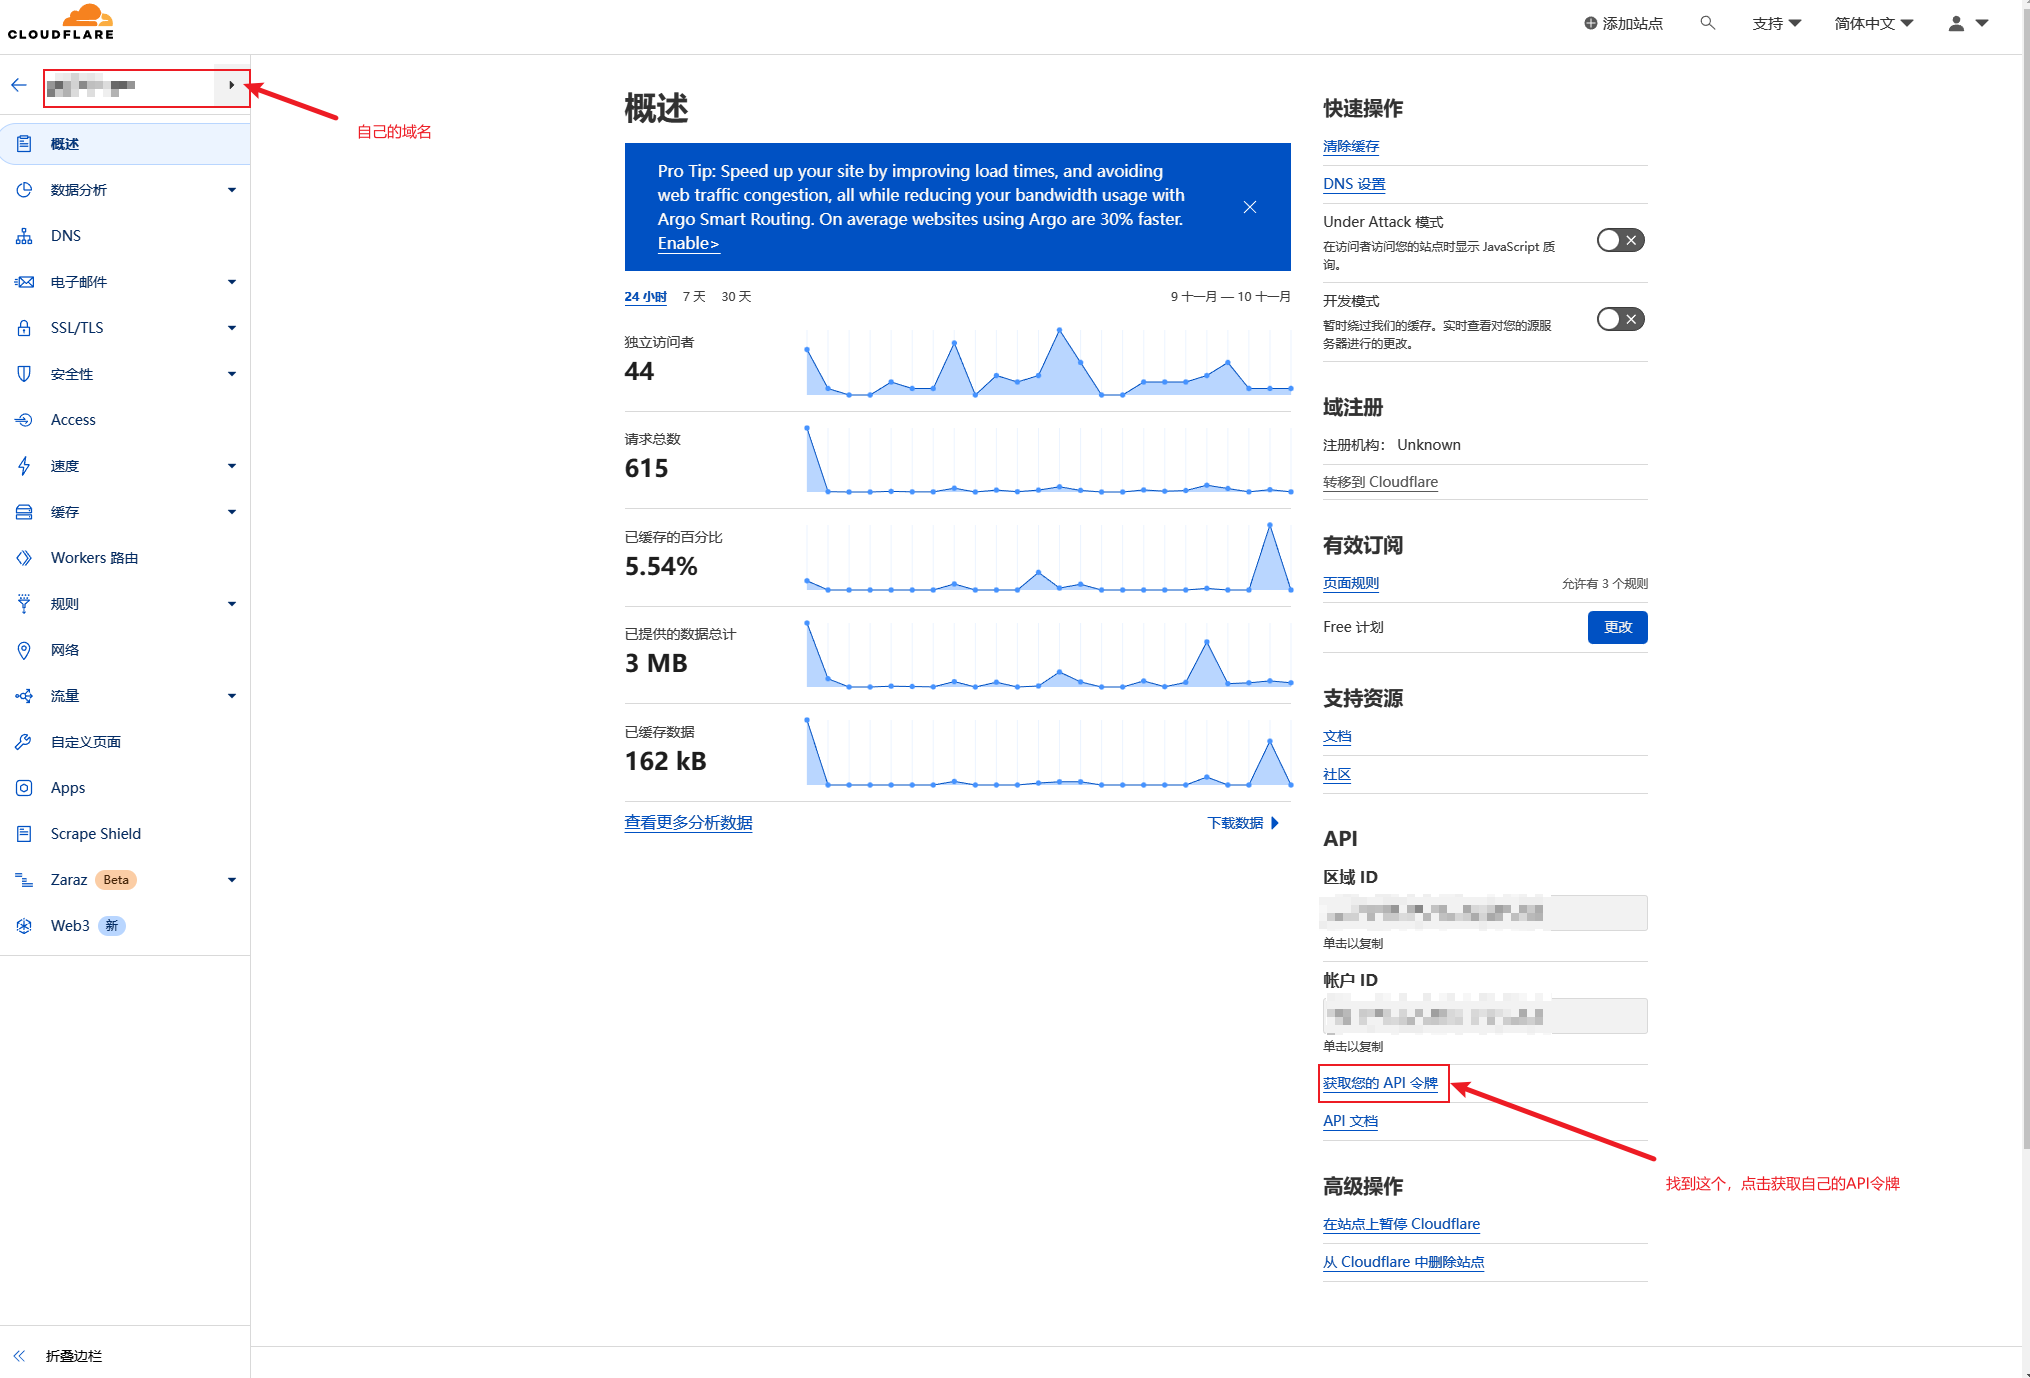 CLOUDFLARE
添加站点
支持
简体中文
自己的域名
概述
数据分析
DNS
电子邮件
SSL/TLS
安全性
Access
速度
缓存
Workers 路由
规则
网络
流量
自定义页面
Apps
Scrape Shield
Zaraz Beta
Web3 新
折叠边栏
概述
Pro Tip: Speed up your site by improving load times, and avoiding
web traffic congestion, all while reducing your bandwidth usage with
Argo Smart Routing. On average websites using Argo are 30% faster.
Enable>
24 小时 7 天 30 天
9 十一月 — 10 十一月
独立访问者
44
请求总数
615
已缓存的百分比
5.54%
已提供的数据总计
3 MB
已缓存数据
162 kB
查看更多分析数据
下载数据
快速操作
清除缓存
DNS 设置
Under Attack 模式
在访问者访问您的站点时显示 JavaScript 质
询。
开发模式
暂时绕过我们的缓存。实时查看对您的源服
务器进行的更改。
域注册
注册机构： Unknown
转移到 Cloudflare
有效订阅
页面规则
允许有 3 个规则
Free 计划
更改
支持资源
文档
社区
API
区域 ID
单击以复制
帐户 ID
单击以复制
获取您的 API 令牌
API 文档
找到这个，点击获取自己的API令牌
高级操作
在站点上暂停 Cloudflare
从 Cloudflare 中删除站点